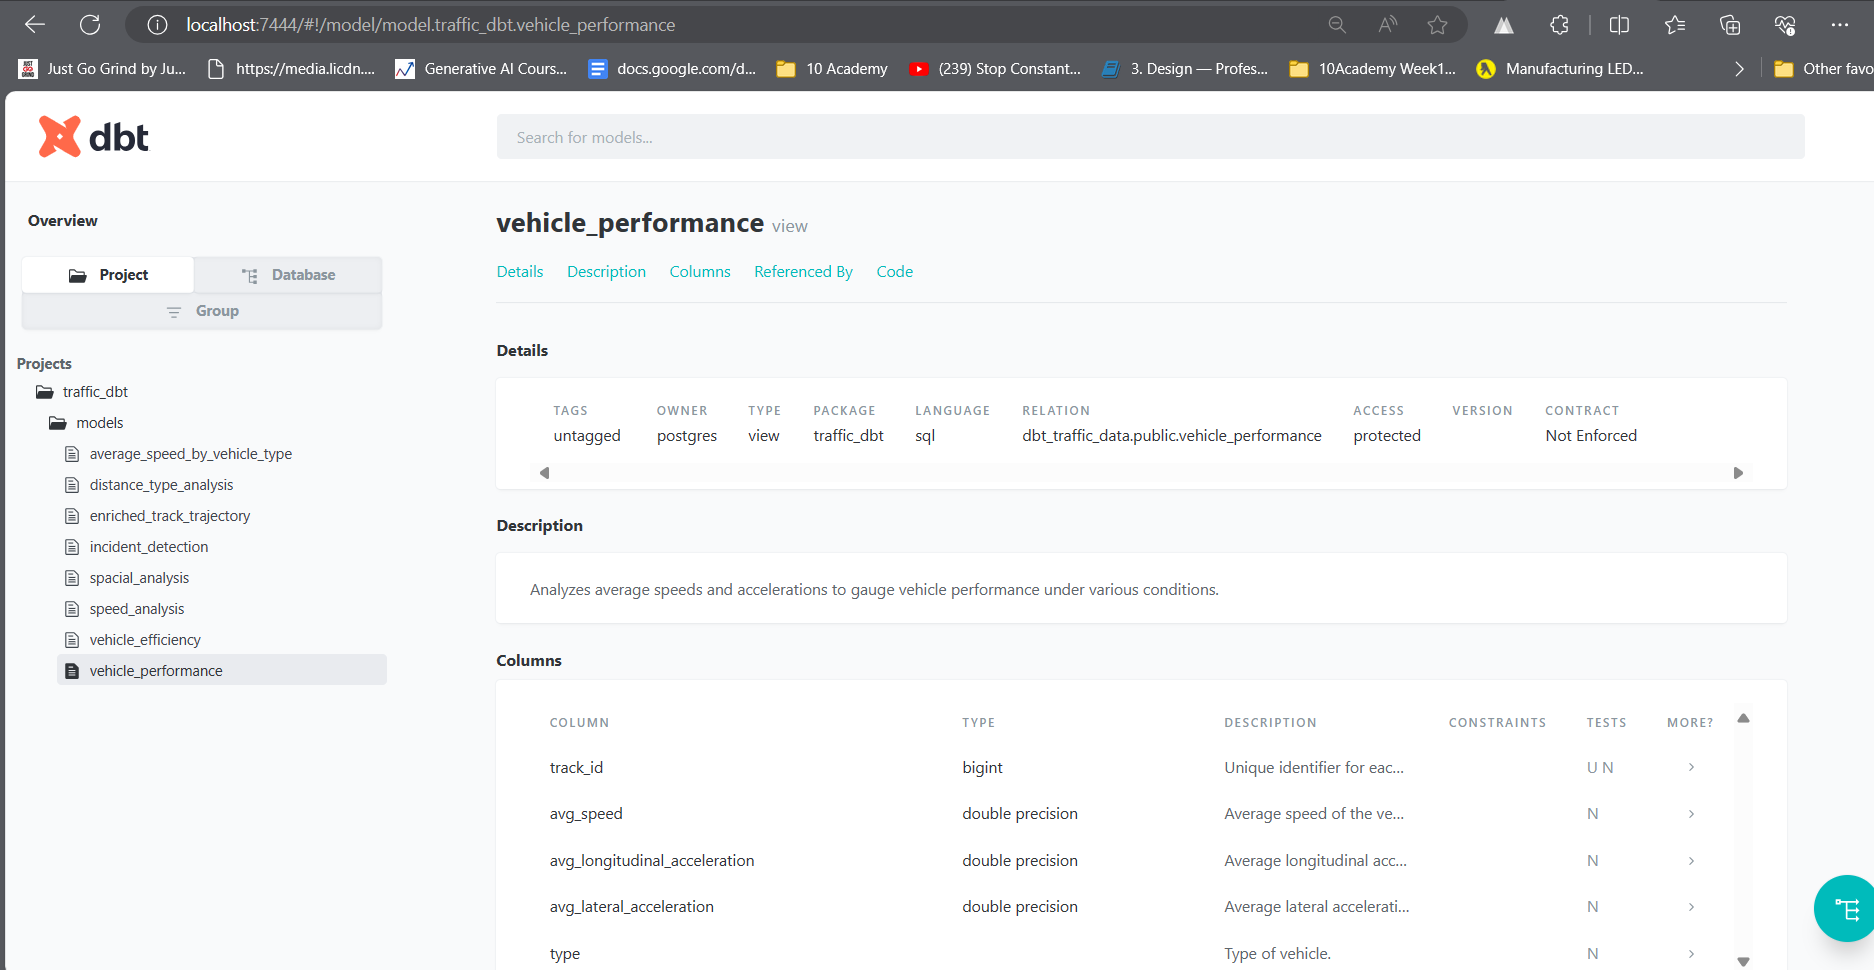 localhost:7444/#!/model/model.traffic_dbt.vehicle_performance
JUST GO GRIND Just Go Grind by Ju... https://media.licdn.... Generative AI Cours... docs.google.com/d... 10 Academy (239) Stop Constant... 3. Design — Profes... 10Academy Week1... Manufacturing LED... Other favo
dbt
Search for models...
Overview
Project Database
Group
Projects
traffic_dbt
models
average_speed_by_vehicle_type
distance_type_analysis
enriched_track_trajectory
incident_detection
spacial_analysis
speed_analysis
vehicle_efficiency
vehicle_performance
vehicle_performance view
Details Description Columns Referenced By Code
Details
TAGS OWNER TYPE PACKAGE LANGUAGE RELATION ACCESS VERSION CONTRACT
untagged postgres view traffic_dbt sql dbt_traffic_data.public.vehicle_performance protected Not Enforced
Description
Analyzes average speeds and accelerations to gauge vehicle performance under various conditions.
Columns
COLUMN TYPE DESCRIPTION CONSTRAINTS TESTS MORE?
track_id bigint Unique identifier for eac... U N
avg_speed double precision Average speed of the ve... N
avg_longitudinal_acceleration double precision Average longitudinal acc... N
avg_lateral_acceleration double precision Average lateral accelerati... N
type Type of vehicle. N